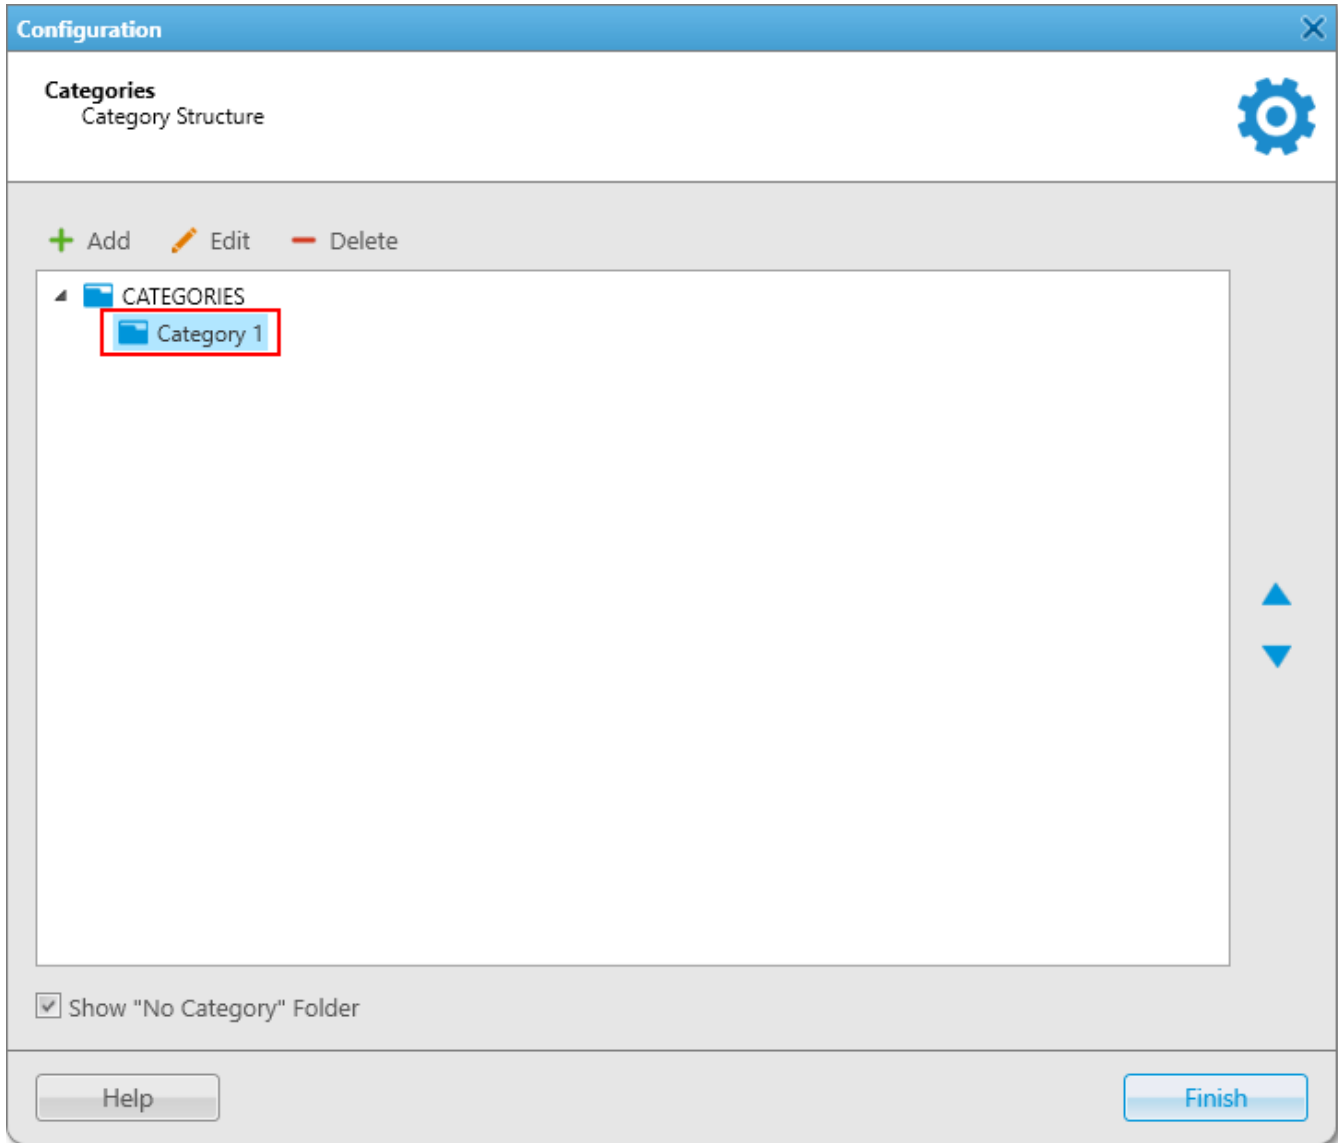 Configuration
Categories
Category Structure
Add Edit Delete
CATEGORIES
Category 1
Show "No Category" Folder
Help Finish